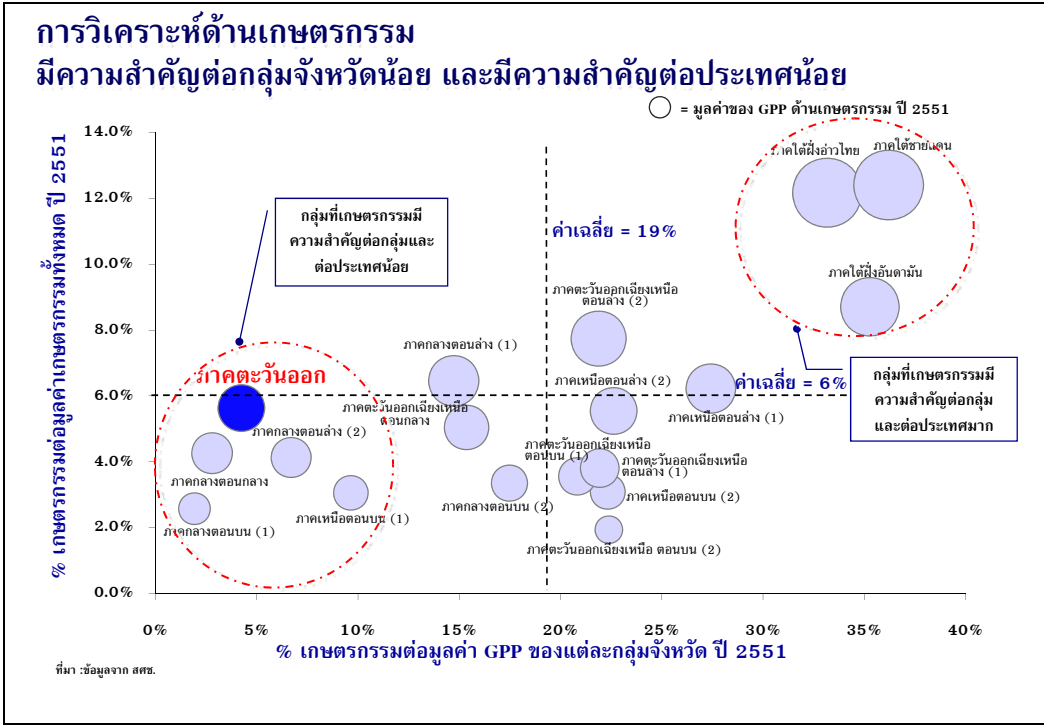 การวิเคราะห์ด้านเกษตรกรรม
มีความสำคัญต่อกลุ่มจังหวัดน้อย และมีความสำคัญต่อประเทศน้อย
= มูลค่าของ GPP ด้านเกษตรกรรม ปี 2551
% เกษตรกรรมต่อมูลค่าเกษตรกรรมทั้งหมด ปี 2551
14.0%
12.0%
10.0%
8.0%
6.0%
4.0%
2.0%
0.0%
กลุ่มที่เกษตรกรรมมี
ความสำคัญต่อกลุ่มและ
ต่อประเทศน้อย
ค่าเฉลี่ย = 19%
ภาคใต้ฝั่งอ่าวไทย
ภาคใต้ชายแดน
ภาคใต้ฝั่งอันดามัน
ภาคตะวันออกเฉียงเหนือ
ตอนล่าง (2)
ภาคกลางตอนล่าง (1)
ภาคตะวันออก
ภาคเหนือตอนล่าง (2)
ค่าเฉลี่ย = 6%
กลุ่มที่เกษตรกรรมมี
ความสำคัญต่อกลุ่ม
และต่อประเทศมาก
ภาคตะวันออกเฉียงเหนือ
ตอนกลาง
ภาคเหนือตอนล่าง (1)
ภาคกลางตอนล่าง (2)
ภาคตะวันออกเฉียงเหนือ
ตอนบน (1)
ภาคตะวันออกเฉียงเหนือ
ตอนล่าง (1)
ภาคกลางตอนกลาง
ภาคเหนือตอนบน (2)
ภาคกลางตอนบน (2)
ภาคเหนือตอนบน (1)
ภาคกลางตอนบน (1)
ภาคตะวันออกเฉียงเหนือ ตอนบน (2)
0%
5%
10%
15%
20%
25%
30%
35%
40%
% เกษตรกรรมต่อมูลค่า GPP ของแต่ละกลุ่มจังหวัด ปี 2551
ที่มา :ข้อมูลจาก สศช.